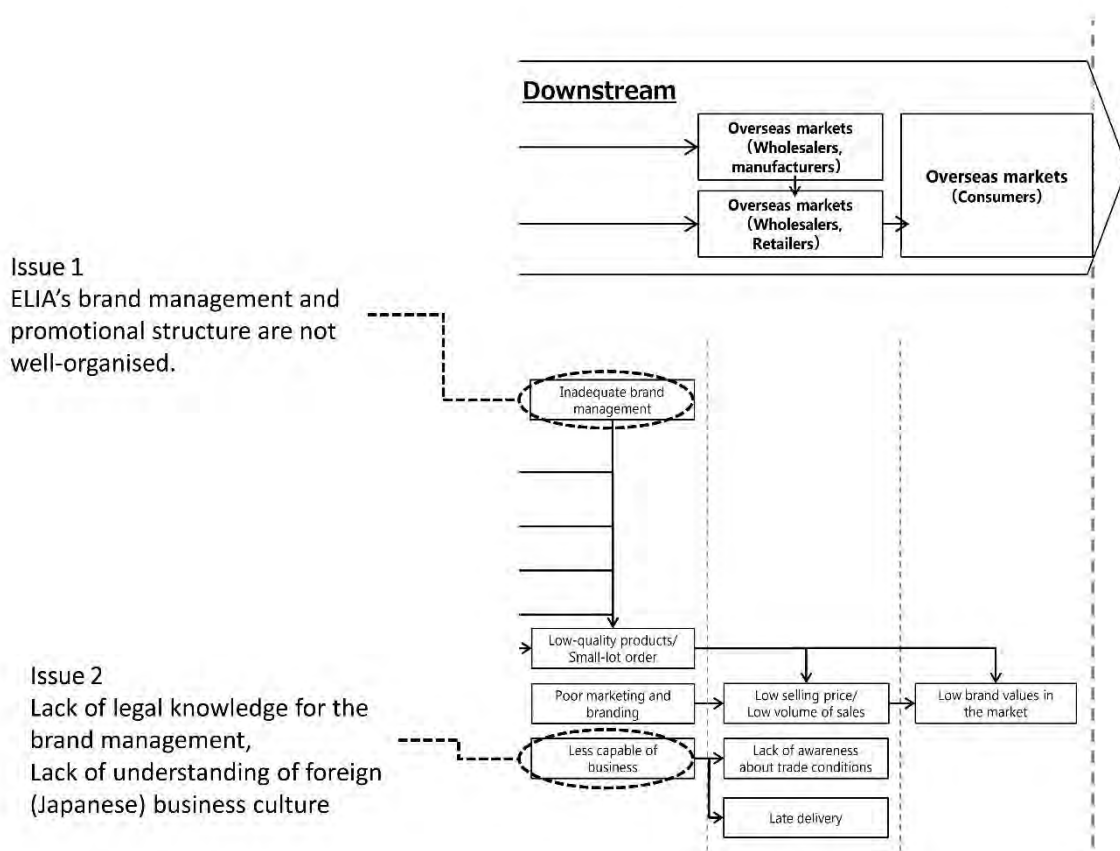 Downstream
Overseas markets
(Wholesalers,
manufacturers)
Overseas markets
(Wholesalers,
Retailers)
Overseas markets
(Consumers)
Issue 1
ELIA's brand management and
promotional structure are not
well-organised.
Inadequate brand
management
Low-quality products/
Small-lot order
Poor marketing and
branding
Low selling price/
Low volume of sales
Low brand values in
the market
Issue 2
Lack of legal knowledge for the
brand management,
Lack of understanding of foreign
(Japanese) business culture
Less capable of
business
Lack of awareness
about trade conditions
Late delivery